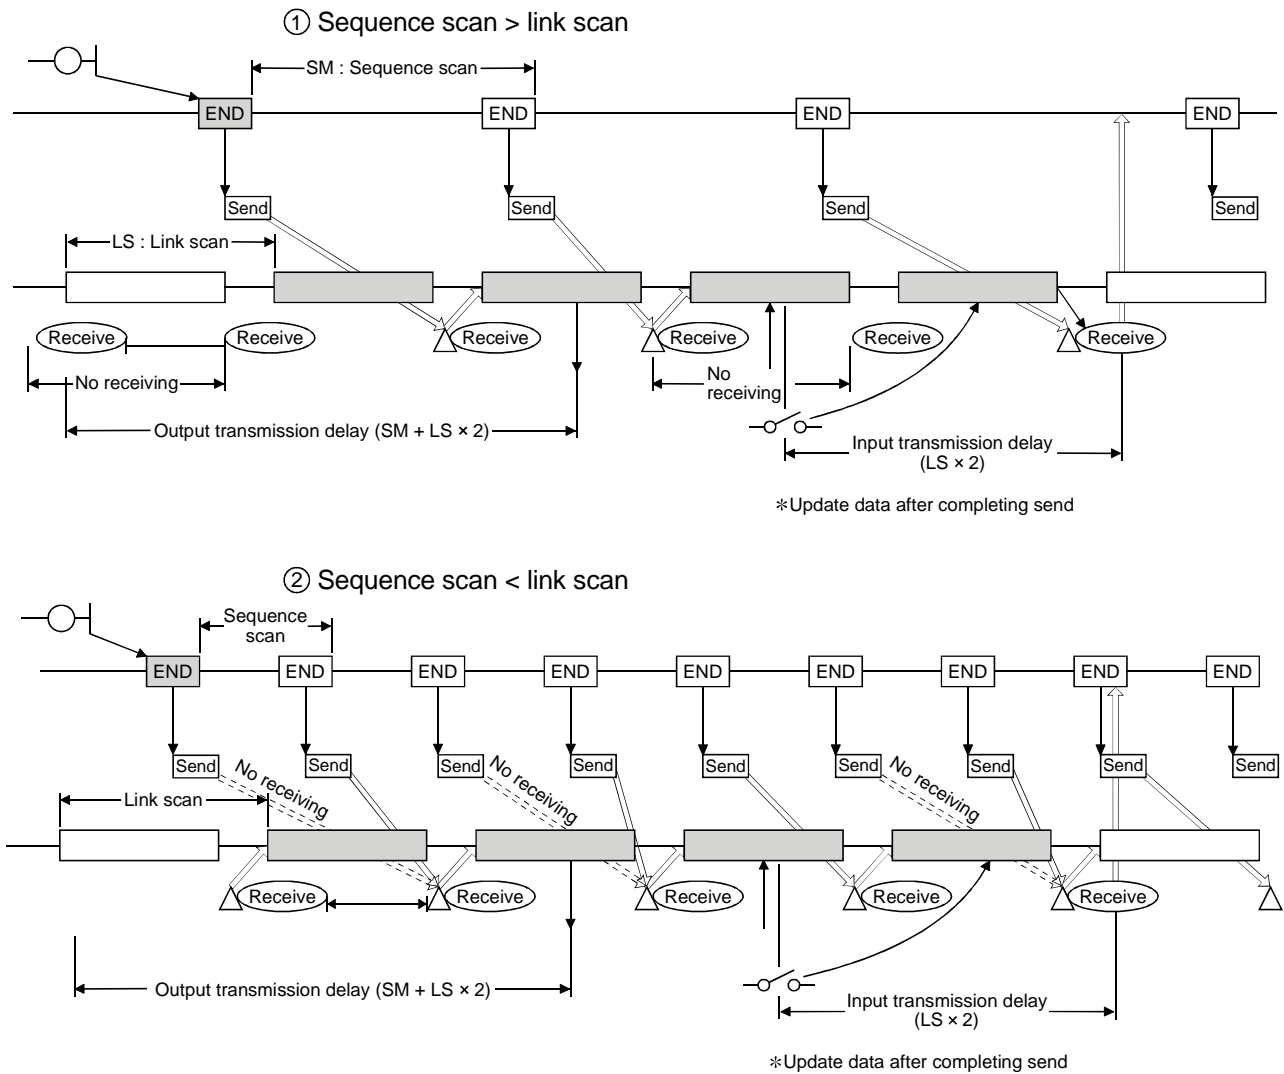 ① Sequence scan > link scan
SM : Sequence scan
END END END END
Send Send Send Send
LS : Link scan
Receive Receive Receive Receive Receive Receive
No receiving
No
receiving
Output transmission delay (SM + LS × 2)
Input transmission delay
(LS × 2)
✻Update data after completing send
② Sequence scan < link scan
Sequence
scan
END END END END END END END END END
Send Send Send Send Send Send Send Send Send
No receiving No receiving No receiving
Link scan
Receive Receive Receive Receive Receive
Output transmission delay (SM + LS × 2)
Input transmission delay
(LS × 2)
✻Update data after completing send